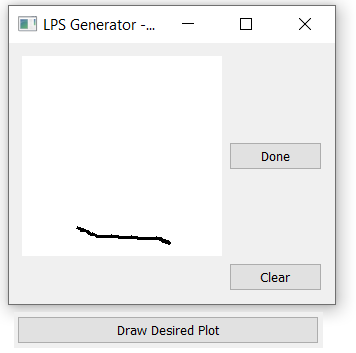 LPS Generator -...
Done
Clear
Draw Desired Plot